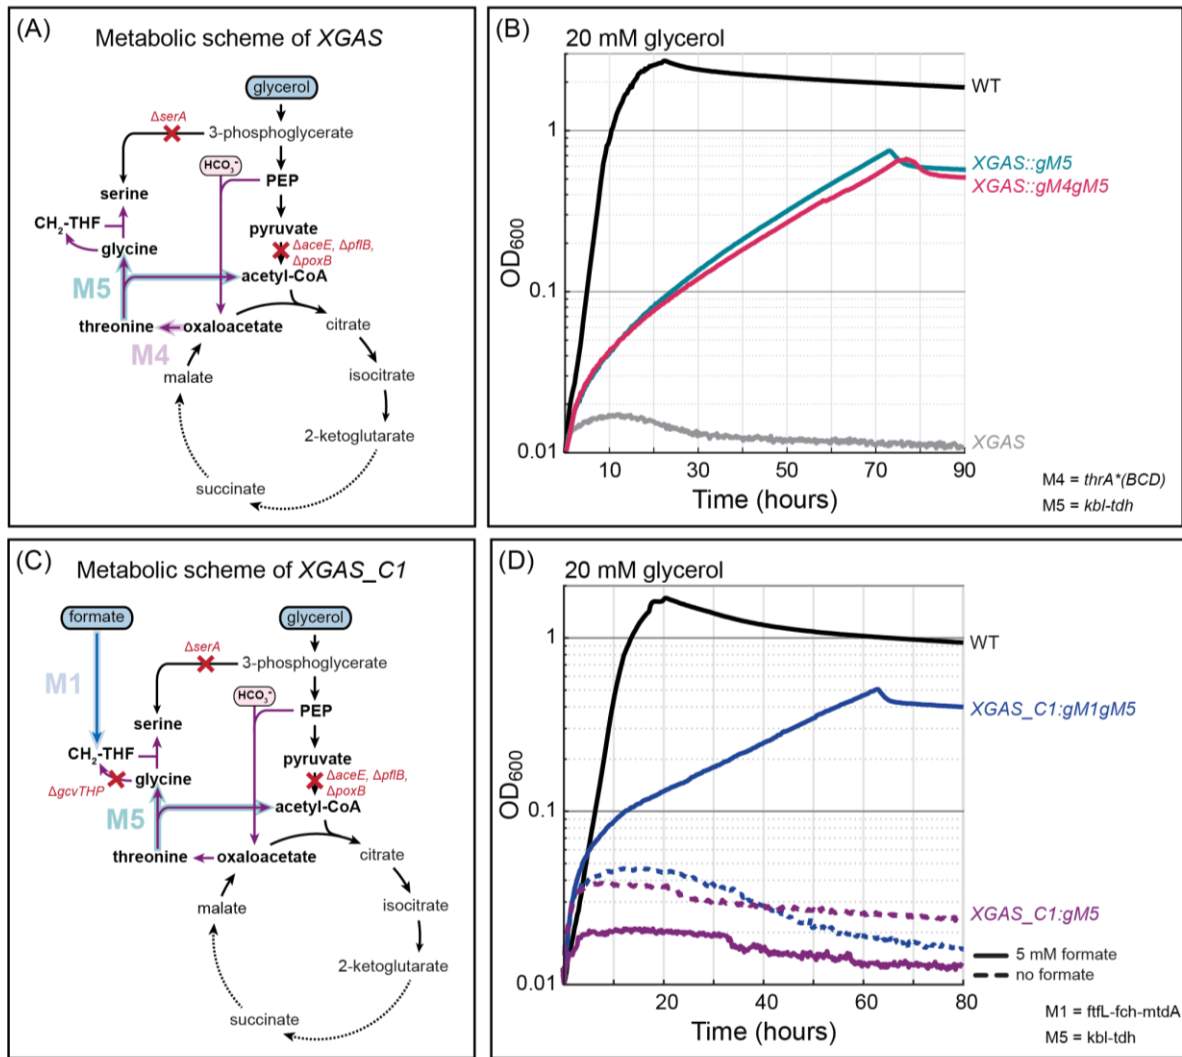 (A)
Metabolic scheme of XGAS
glycerol
ΔserA
3-phosphoglycerate
HCO3-
PEP
serine
pyruvate
CH2-THF
ΔaceE, ΔpflB,
ΔpoxB
glycine
acetyl-CoA
M5
threonine
oxaloacetate
citrate
M4
malate
isocitrate
2-ketoglutarate
succinate
(B)
20 mM glycerol
WT
1
XGAS::gM5
XGAS::gM4gM5
OD600
0.1
XGAS
0.01
10 30 50 70 90
Time (hours)
M4 = thrA*(BCD)
M5 = kbl-tdh
(C)
Metabolic scheme of XGAS_C1
formate
glycerol
ΔserA
3-phosphoglycerate
M1
HCO3-
PEP
serine
pyruvate
CH2-THF
ΔaceE, ΔpflB,
ΔpoxB
glycine
ΔgcvTHP
acetyl-CoA
M5
threonine
oxaloacetate
citrate
malate
isocitrate
2-ketoglutarate
succinate
(D)
20 mM glycerol
1
WT
XGAS_C1:gM1gM5
OD600
0.1
XGAS_C1:gM5
5 mM formate
no formate
0.01
20 40 60 80
Time (hours)
M1 = ftfL-fch-mtdA
M5 = kbl-tdh